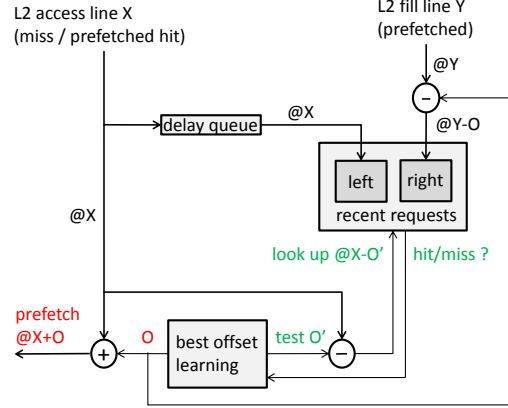 L2 access line X
(miss / prefetched hit)
L2 fill line Y
(prefetched)
@Y
−
@X
delay queue
@Y-O
left
right
recent requests
@X
look up @X-O’
hit/miss ?
prefetch
@X+O
O
+
best offset
learning
test O’
−